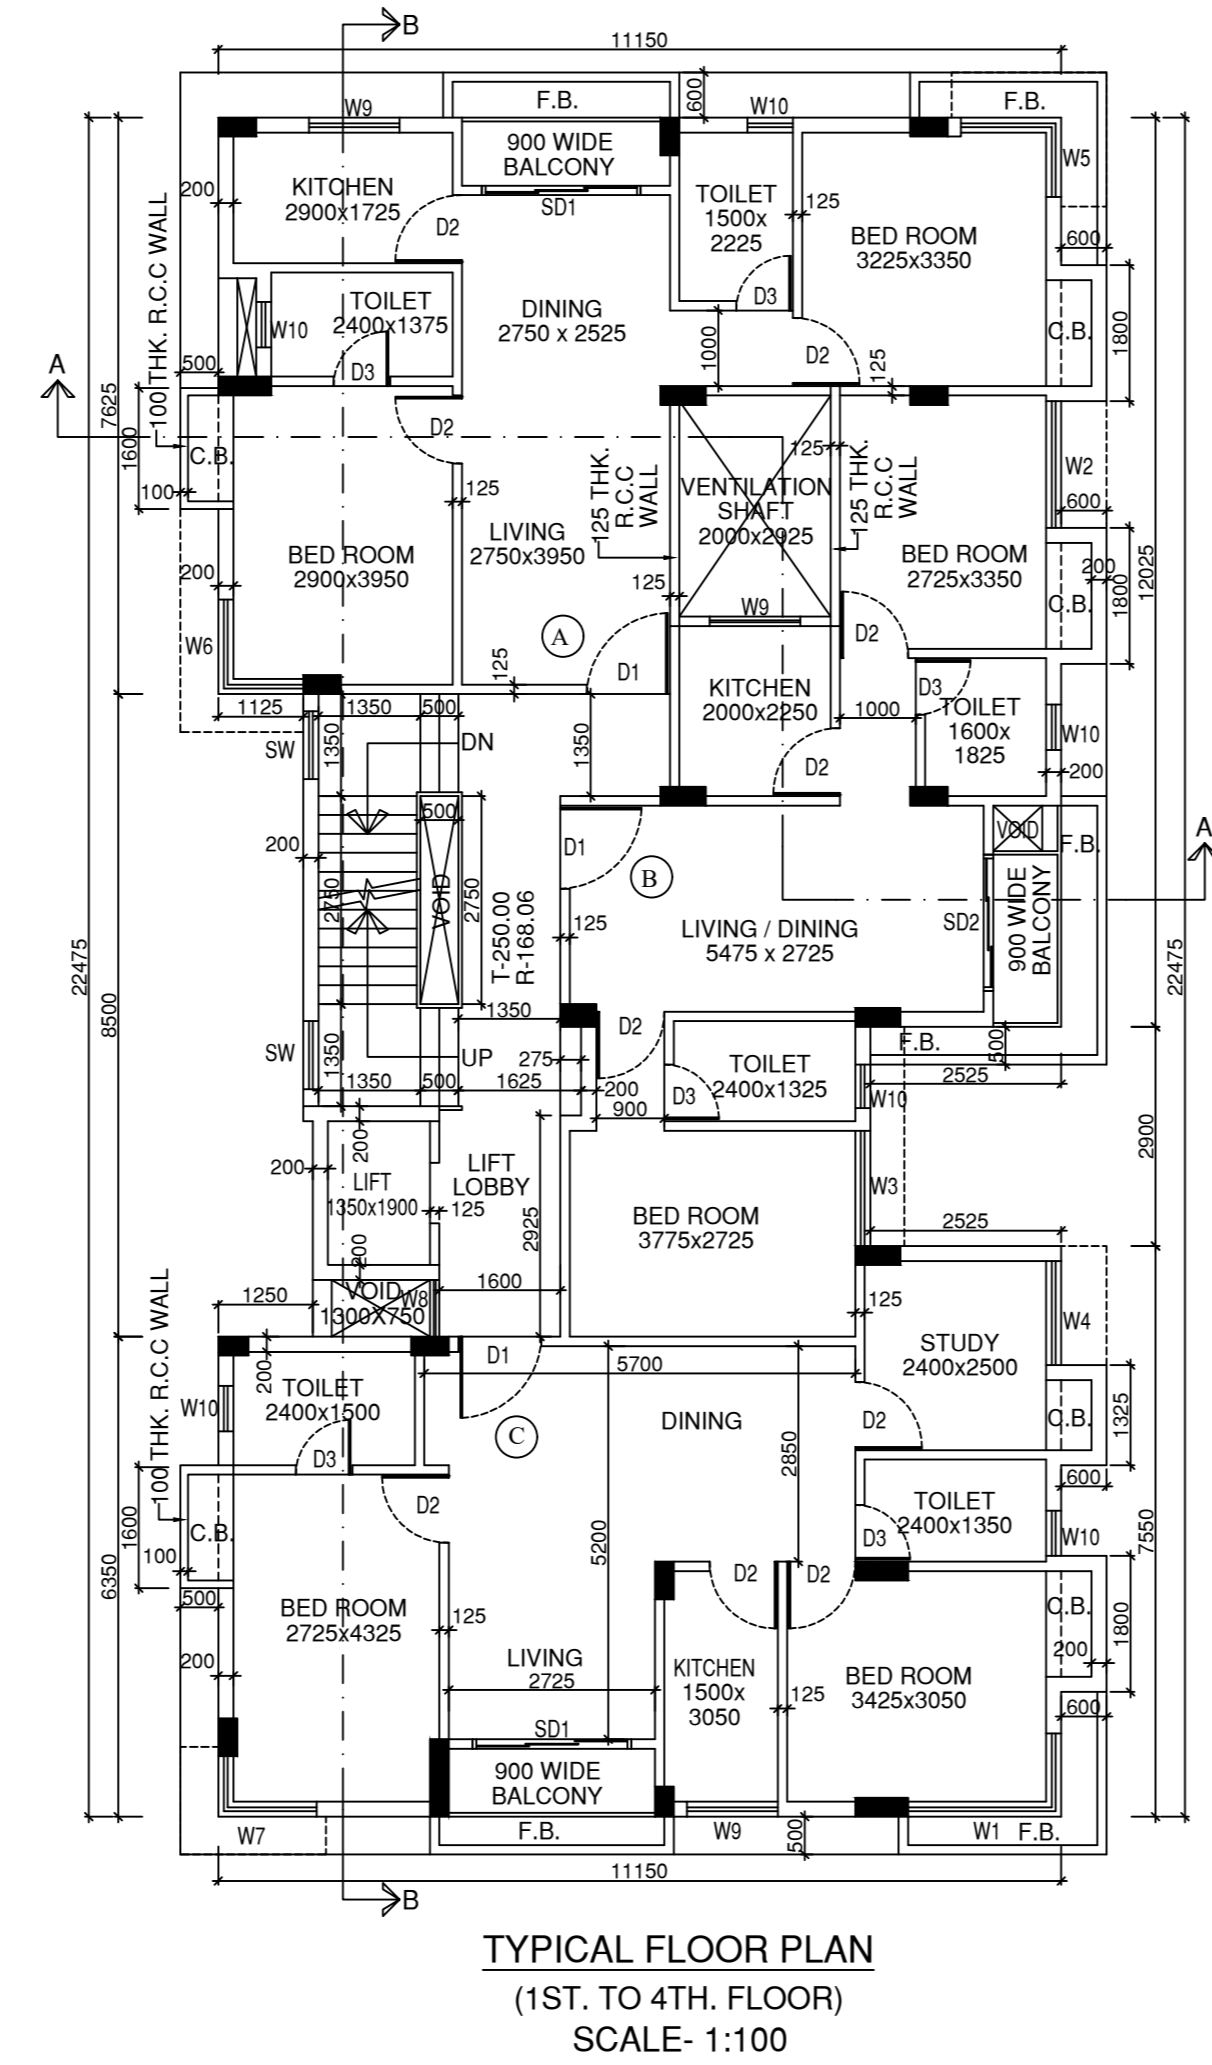 B
11150
F.B.
600
F.B.
W9
W10
900 WIDE
BALCONY
W5
KITCHEN
2900x1725
200
TOILET
1500x
2225
125
SD1
D2
BED ROOM
3225x3350
600
100 THK. R.C.C WALL
TOILET
2400x1375
W10
D3
DINING
2750 x 2525
D3
C.B.
1800
1000
D2
125
A
500
D3
7625
1600
C.B.
D2
125
W2
100
125
125 THK.
R.C.C
WALL
VENTILATION
SHAFT
2000x2925
125 THK.
R.C.C
WALL
600
LIVING
2750x3950
BED ROOM
2900x3950
BED ROOM
2725x3350
200
200
125
W9
C.B.
1800
12025
W6
A
D2
D1
125
KITCHEN
2000x2250
D3
1125
1350
500
1000
TOILET
1600x
1825
SW
1350
DN
1350
W10
D2
200
500
VOID
F.B.
A
200
D1
B
2750
VOID
2750
T-250.00
R-168.06
125
LIVING / DINING
5475 x 2725
SD2
900 WIDE
BALCONY
22475
22475
8500
1350
D2
F.B.
500
SW
1350
UP
275
TOILET
2400x1325
2525
1350
500
1625
200
D3
W10
900
2900
200
200
LIFT
1350x1900
LIFT
LOBBY
125
2925
W3
BED ROOM
3775x2725
2525
200
VOID
1300X750
W8
1600
1250
125
W4
100 THK. R.C.C WALL
D1
STUDY
2400x2500
200
5700
TOILET
2400x1500
W10
C
DINING
D2
C.B.
1325
2850
D3
600
D2
TOILET
2400x1350
1600
C.B.
D3
W10
7550
100
5200
6350
500
D2
D2
BED ROOM
2725x4325
125
C.B.
1800
200
200
LIVING
2725
KITCHEN
1500x
3050
125
BED ROOM
3425x3050
600
SD1
900 WIDE
BALCONY
W7
F.B.
W9
500
W1
F.B.
11150
B
TYPICAL FLOOR PLAN
(1ST. TO 4TH. FLOOR)
SCALE- 1:100